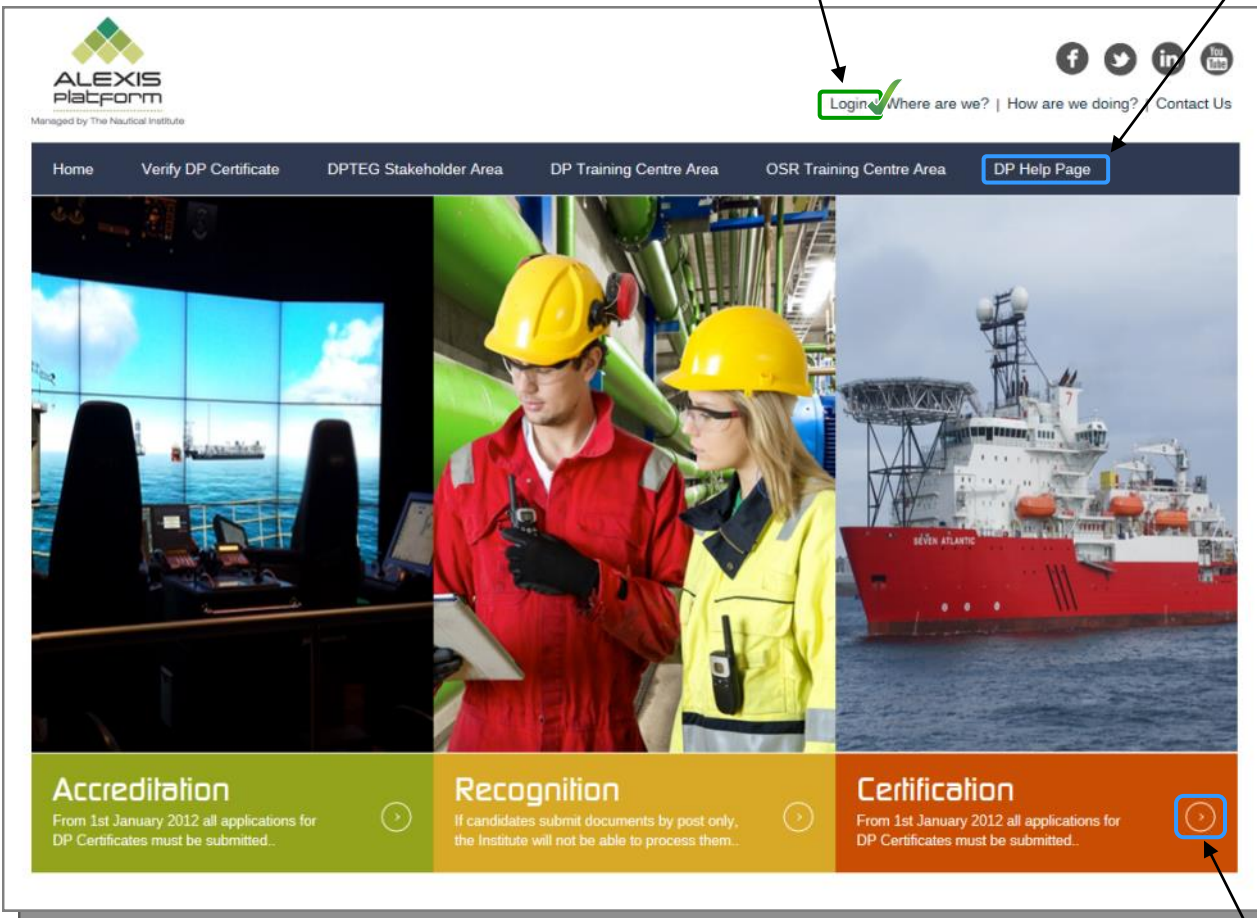 ALEXIS
Platform
Managed by The Nautical Institute
You
Tube
Login | Where are we? | How are we doing? | Contact Us
Home Verify DP Certificate DPTEG Stakeholder Area DP Training Centre Area OSR Training Centre Area DP Help Page
7
SEVEN ATLANTIC
Accreditation
From 1st January 2012 all applications for
DP Certificates must be submitted..
Recognition
If candidates submit documents by post only,
the Institute will not be able to process them..
Certification
From 1st January 2012 all applications for
DP Certificates must be submitted..